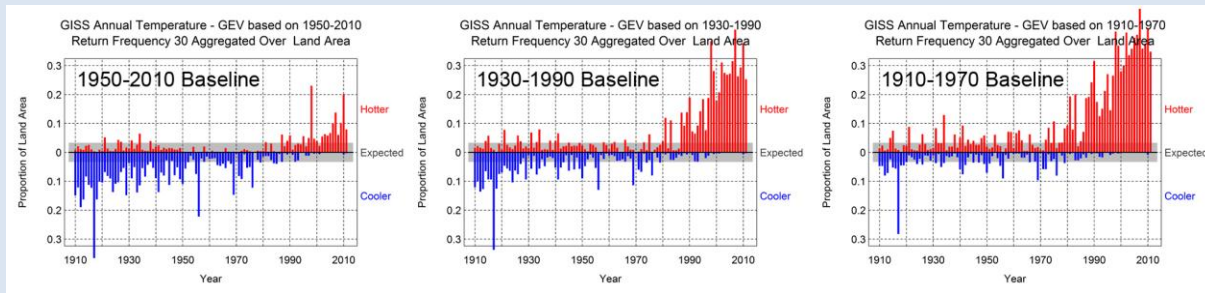 GISS Annual Temperature - GEV based on 1950-2010
Return Frequency 30 Aggregated Over Land Area
1950-2010 Baseline
0.3
0.2
0.1
0
0.1
0.2
0.3
Proportion of Land Area
Hotter
Expected
Cooler
1910
1930
1950
1970
1990
2010
Year
GISS Annual Temperature - GEV based on 1930-1990
Return Frequency 30 Aggregated Over Land Area
1930-1990 Baseline
0.3
0.2
0.1
0
0.1
0.2
0.3
Proportion of Land Area
Hotter
Expected
Cooler
1910
1930
1950
1970
1990
2010
Year
GISS Annual Temperature - GEV based on 1910-1970
Return Frequency 30 Aggregated Over Land Area
1910-1970 Baseline
0.3
0.2
0.1
0
0.1
0.2
0.3
Proportion of Land Area
Hotter
Expected
Cooler
1910
1930
1950
1970
1990
2010
Year